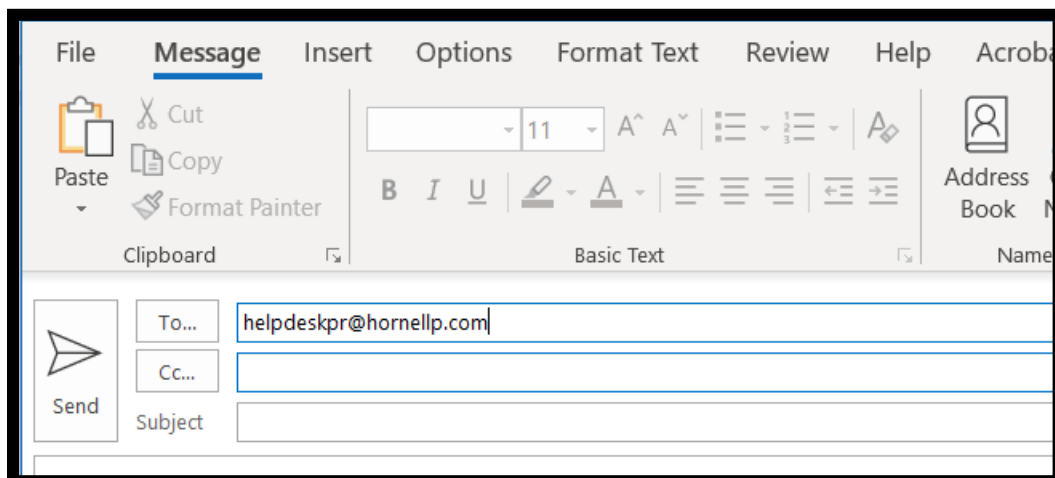 File Message Insert Options Format Text Review Help
Cut
Copy
Format Painter
Paste
Clipboard
11
B I U A
Basic Text
Address
Book
Name
Send
To... helpdeskpr@hornellp.com
Cc...
Subject